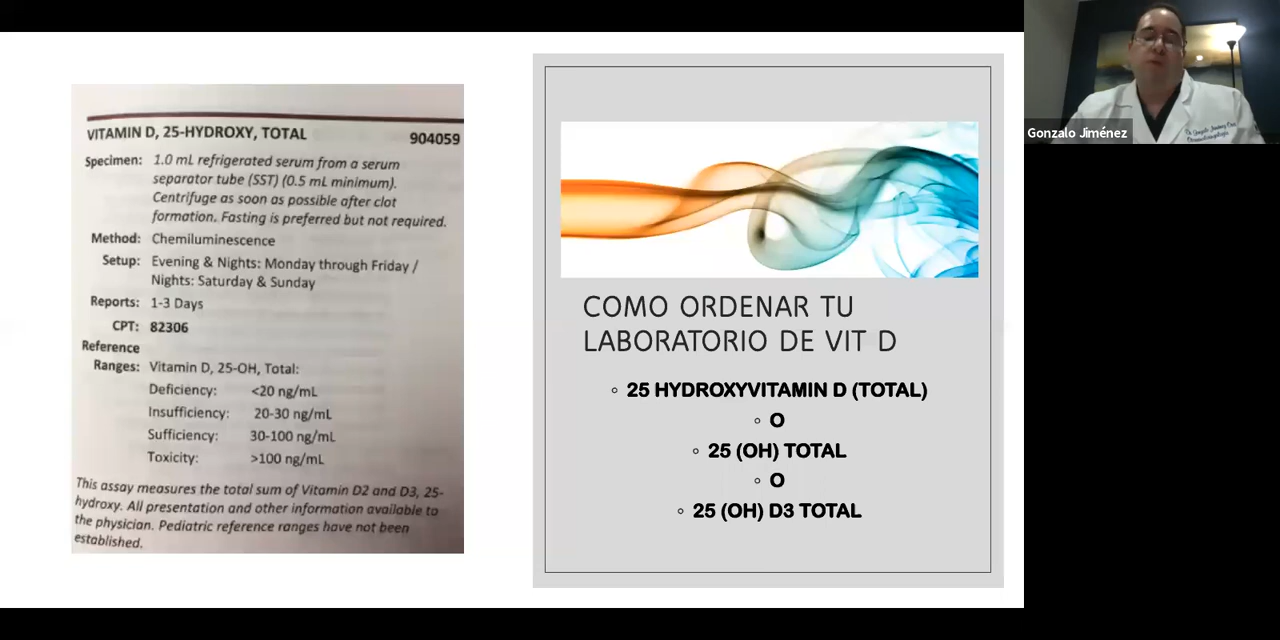 VITAMIN D, 25-HYDROXY, TOTAL 904059
Specimen: 1.0 mL refrigerated serum from a serum
separator tube (SST) (0.5 mL minimum).
Centrifuge as soon as possible after clot
formation. Fasting is preferred but not required.
Method: Chemiluminescence
Setup: Evening & Nights: Monday through Friday /
Nights: Saturday & Sunday
Reports: 1-3 Days
CPT: 82306
Reference
Ranges: Vitamin D, 25-OH, Total:
Deficiency: <20 ng/mL
Insufficiency: 20-30 ng/mL
Sufficiency: 30-100 ng/mL
Toxicity: >100 ng/mL
This assay measures the total sum of Vitamin D2 and D3, 25-
hydroxy. All presentation and other information available to
the physician. Pediatric reference ranges have not been
established.
COMO ORDENAR TU
LABORATORIO DE VIT D
◦ 25 HYDROXYVITAMIN D (TOTAL)
◦ O
◦ 25 (OH) TOTAL
◦ O
◦ 25 (OH) D3 TOTAL
Gonzalo Jiménez